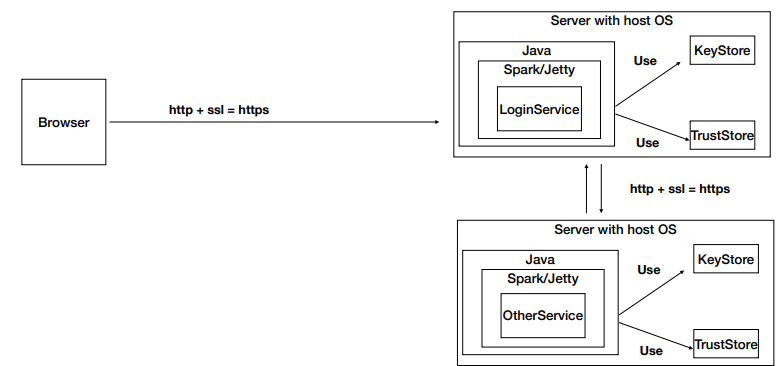 Server with host OS
Java
Spark/Jetty
LoginService
Use
KeyStore
Use
TrustStore
Browser
http + ssl = https
http + ssl = https
Server with host OS
Java
Spark/Jetty
OtherService
Use
KeyStore
Use
TrustStore